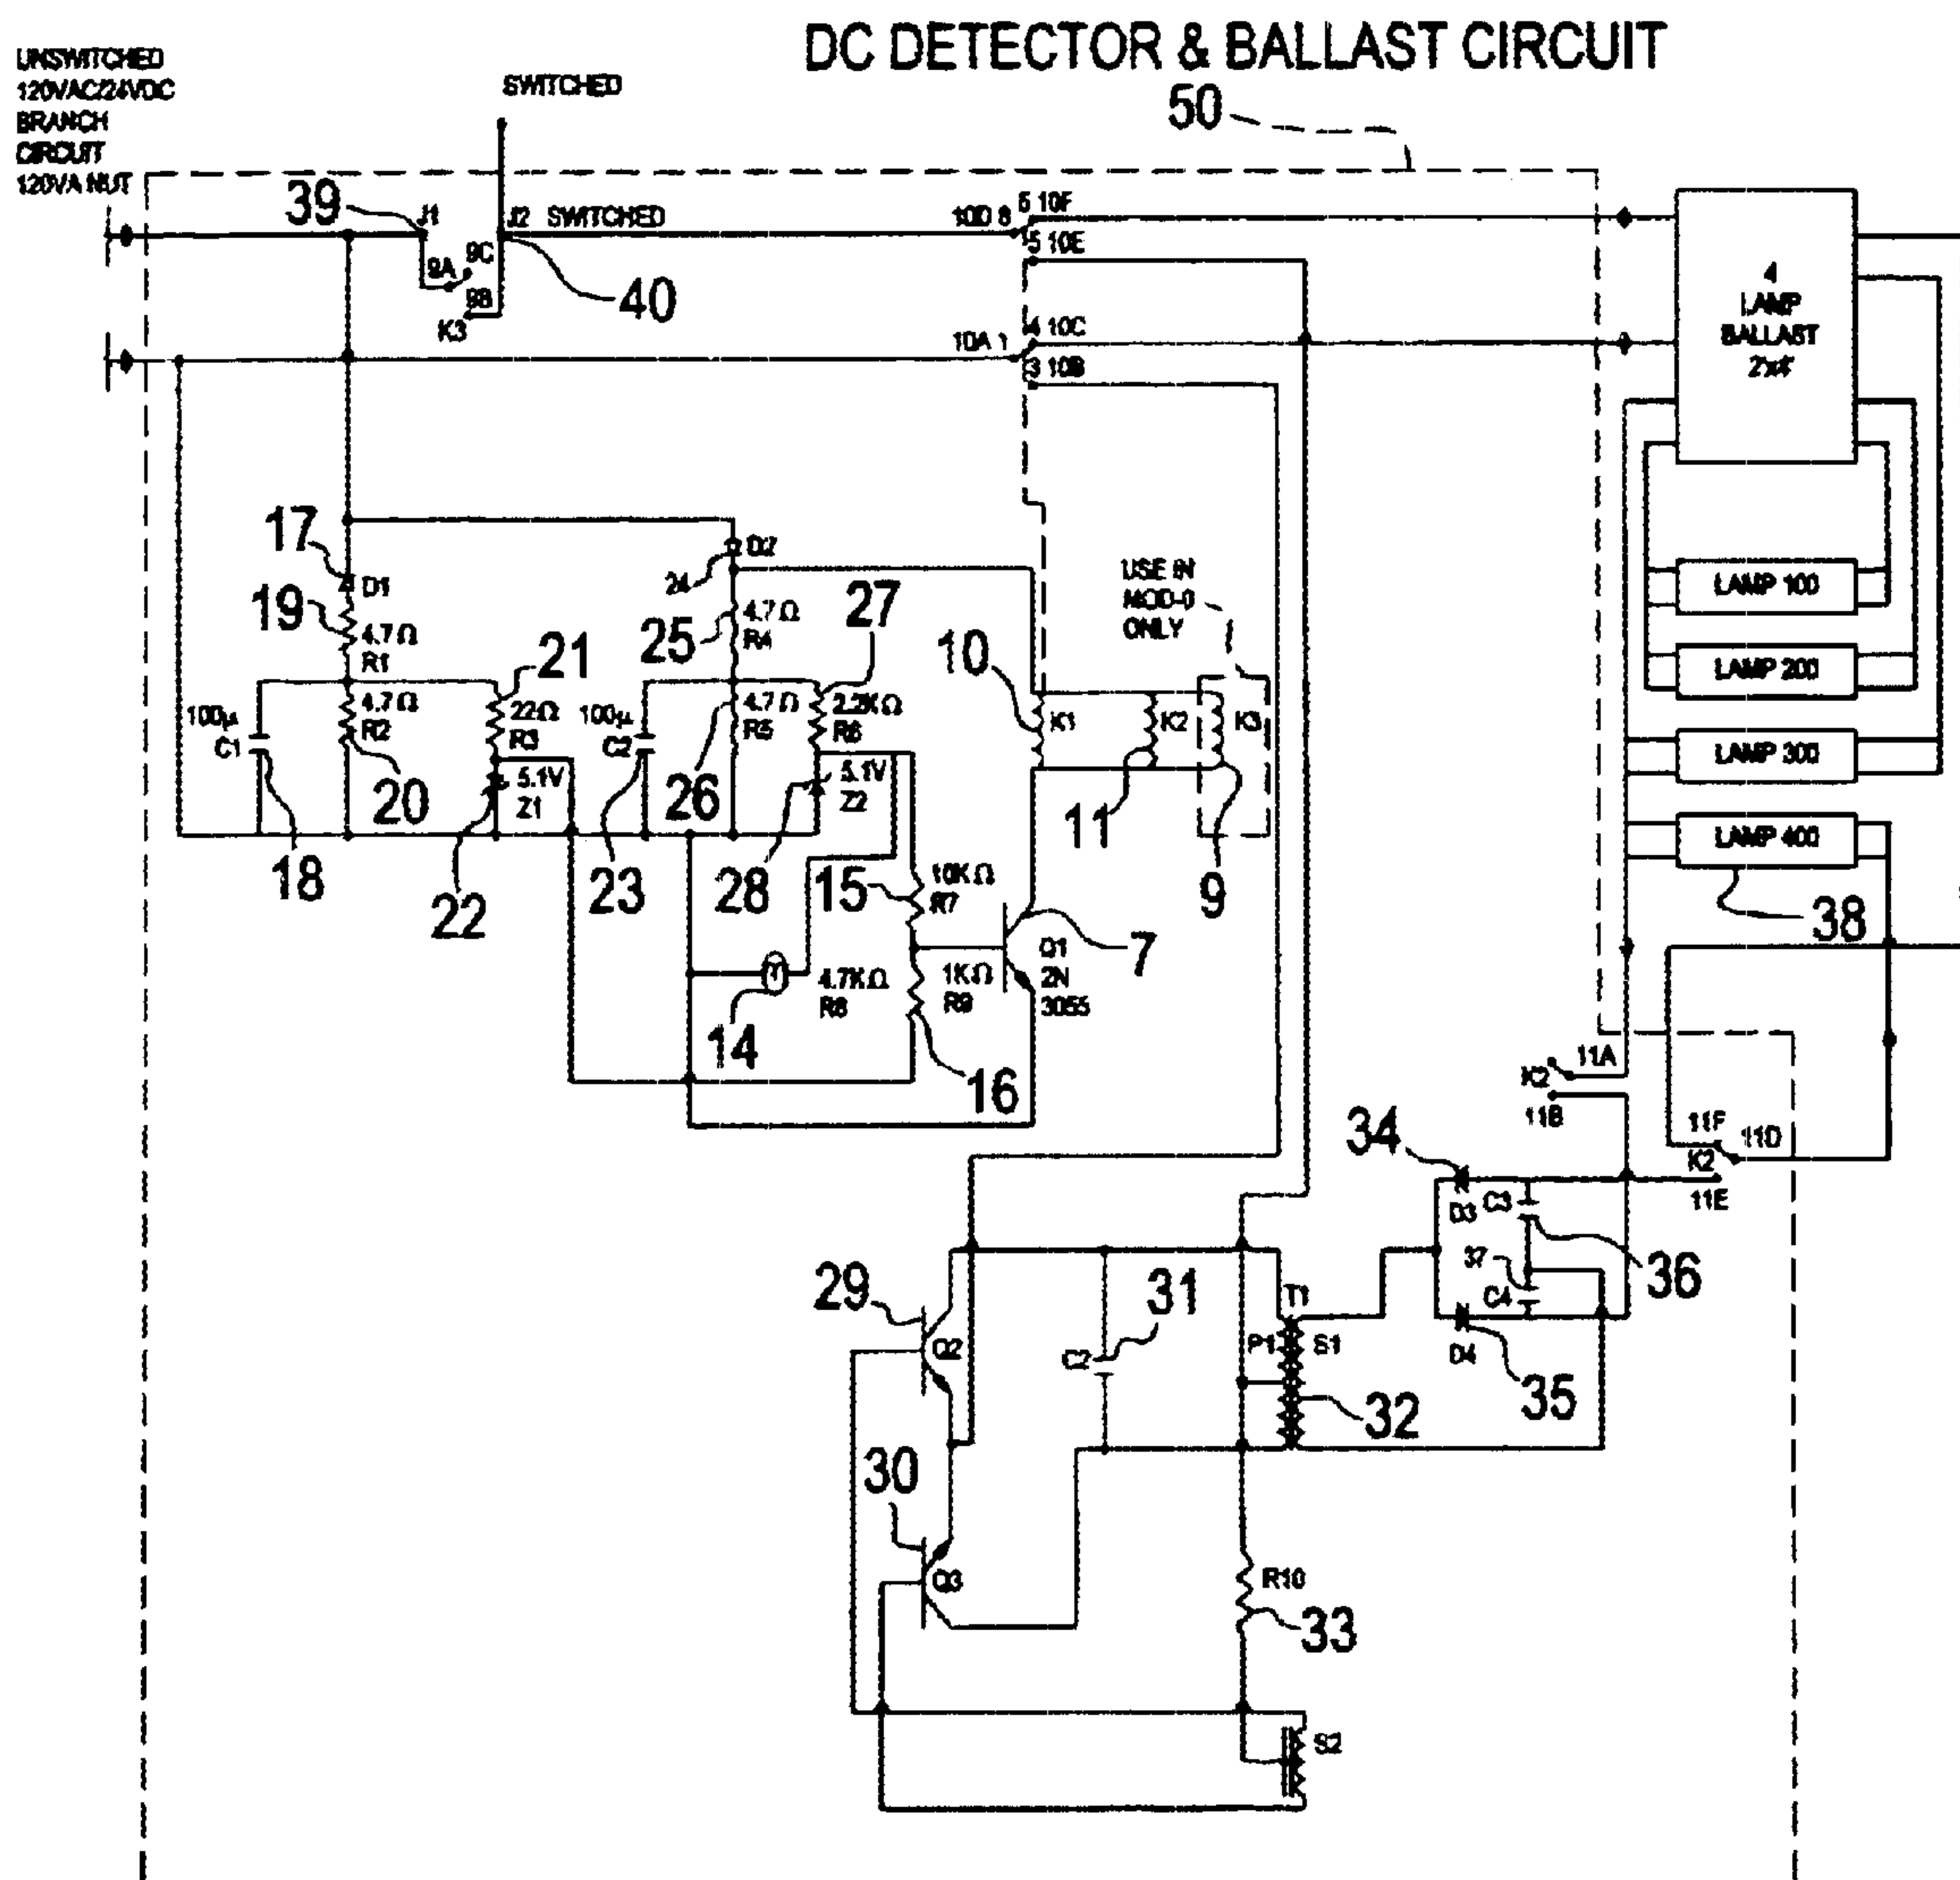 DC DETECTOR & BALLAST CIRCUIT
UNSWITCHED
120VAC/24VDC
BRANCH
CIRCUIT
120VA NUT
SWITCHED
50
39
J1
J2 SWITCHED
9A
9C
9B
K3
40
10D 8
6 10F
5 10E
10A 1
4 10C
3 10B
4
LAMP
BALLAST
2'x4'
17
D1
19
4.7Ω
R1
24
25
4.7Ω
R4
27
USE IN
MOD-0
ONLY
10
LAMP 100
LAMP 200
LAMP 300
LAMP 400
38
100µ
C1
18
4.7Ω
R2
20
21
22Ω
R3
5.1V
Z1
22
100µ
C2
23
4.7Ω
R5
26
2.2KΩ
R6
5.1V
Z2
28
K1
K2
K3
11
9
15
10KΩ
R7
7
Q1
2N
3055
14
4.7KΩ
R8
1KΩ
R9
16
K2
11A
11B
11F
11D
K2
11E
34
D3
C3
36
37
C4
D4
35
29
Q2
31
C2
T1
P1
S1
32
30
Q3
R10
33
S2